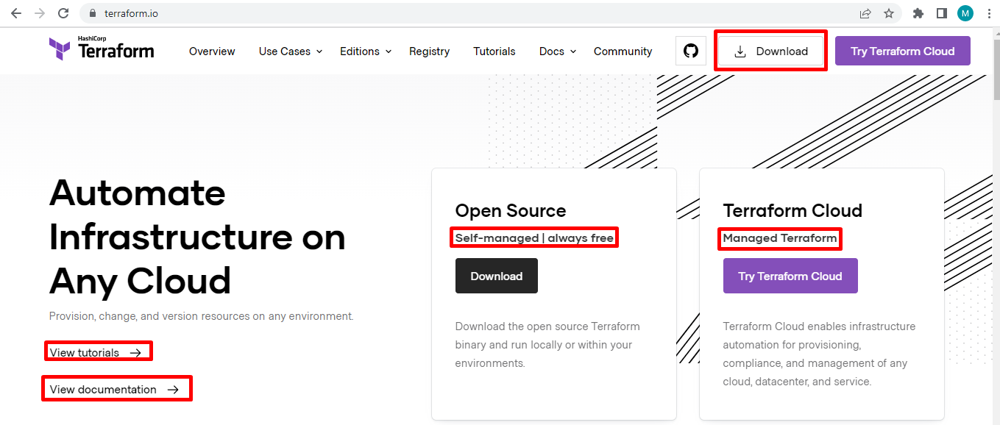 terraform.io
M
HashiCorp
Terraform
Overview
Use Cases
Editions
Registry
Tutorials
Docs
Community
Download
Try Terraform Cloud
Automate
Infrastructure on
Any Cloud
Provision, change, and version resources on any environment.
View tutorials →
View documentation →
Open Source
Self-managed | always free
Download
Download the open source Terraform
binary and run locally or within your
environments.
Terraform Cloud
Managed Terraform
Try Terraform Cloud
Terraform Cloud enables infrastructure
automation for provisioning,
compliance, and management of any
cloud, datacenter, and service.